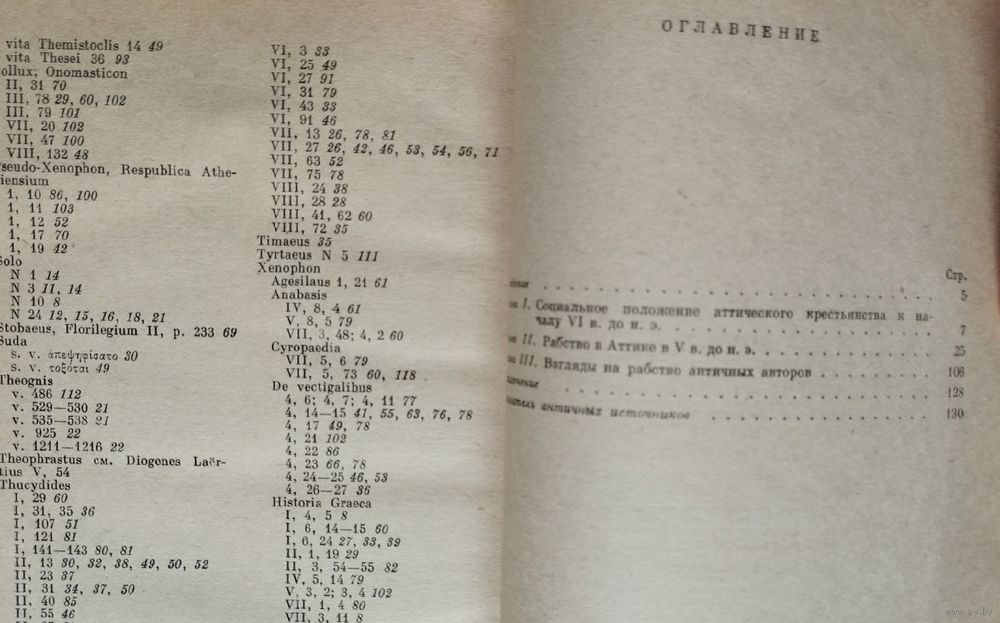 vita Themistoclis 14 49
vita Thesei 36 93
ollux, Onomasticon
II, 31 70
III, 78 29, 60, 102
III, 79 101
VII, 20 102
VII, 47 100
VIII, 132 48
seudo-Xenophon, Respublica Athe-
iensium
1, 10 86, 100
1, 11 103
1, 12 52
1, 17 70
1, 19 42
Solo
N 1 14
N 3 11, 14
N 10 8
N 24 12, 15, 16, 18, 21
Stobaeus, Florilegium II, p. 233 69
Suda
s. v. ἀπεψηφίσατο 30
s. v. τοξόται 49
Theognis
v. 486 112
v. 529—530 21
v. 535—538 21
v. 925 22
v. 1211—1216 22
Theophrastus см. Diogenes Laër-
tius V, 54
Thucydides
I, 29 60
I, 31, 35 36
I, 107 51
I, 121 81
I, 141—143 80, 81
II, 13 30, 32, 38, 49, 50, 52
II, 23 37
II, 31 34, 37, 50
II, 40 85
II, 55 46
VI, 3 33
VI, 25 49
VI, 27 91
VI, 31 79
VI, 43 33
VI, 91 46
VII, 13 26, 78, 81
VII, 27 26, 42, 46, 53, 54, 56, 71
VII, 63 52
VII, 75 78
VIII, 24 38
VIII, 28 28
VIII, 41, 62 60
VIII, 72 35
Timaeus 35
Tyrtaeus N 5 111
Xenophon
Agesilaus 1, 21 61
Anabasis
IV, 8, 4 61
V, 8, 5 79
VII, 3, 48; 4, 2 60
Cyropaedia
VII, 5, 6 79
VII, 5, 73 60, 118
De vectigalibus
4, 6; 4, 7; 4, 11 77
4, 14—15 41, 55, 63, 76, 78
4, 17 49, 78
4, 21 102
4, 22 86
4, 23 66, 78
4, 24—25 46, 53
4, 26—27 36
Historia Graeca
I, 4, 5 8
I, 6, 14—15 60
I, 6, 24 27, 33, 39
II, 1, 19 29
II, 3, 54—55 82
IV, 5, 14 79
V, 3, 2; 3, 4 102
VII, 1, 4 80
VII, 3, 11 8
ОГЛАВЛЕНИЕ
Стр.
5
I. Социальное положение аттического крестьянства к на-
чалу VI в. до н. э. 7
II. Рабство в Аттике в V в. до н. э. 25
III. Взгляды на рабство античных авторов 106
128
античных источников 130
www.ay.by